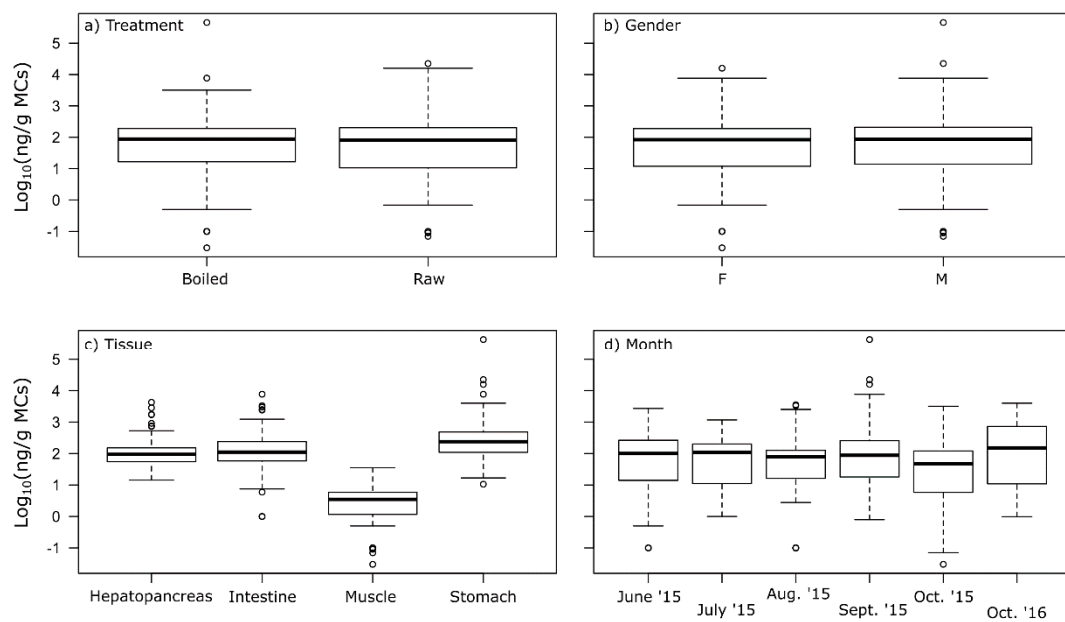 a) Treatment
b) Gender
Log10(ng/g MCs)
5
4
3
2
1
0
-1
Boiled Raw
F M
c) Tissue
d) Month
Log10(ng/g MCs)
5
4
3
2
1
0
-1
Hepatopancreas Intestine Muscle Stomach
June '15 July '15 Aug. '15 Sept. '15 Oct. '15 Oct. '16